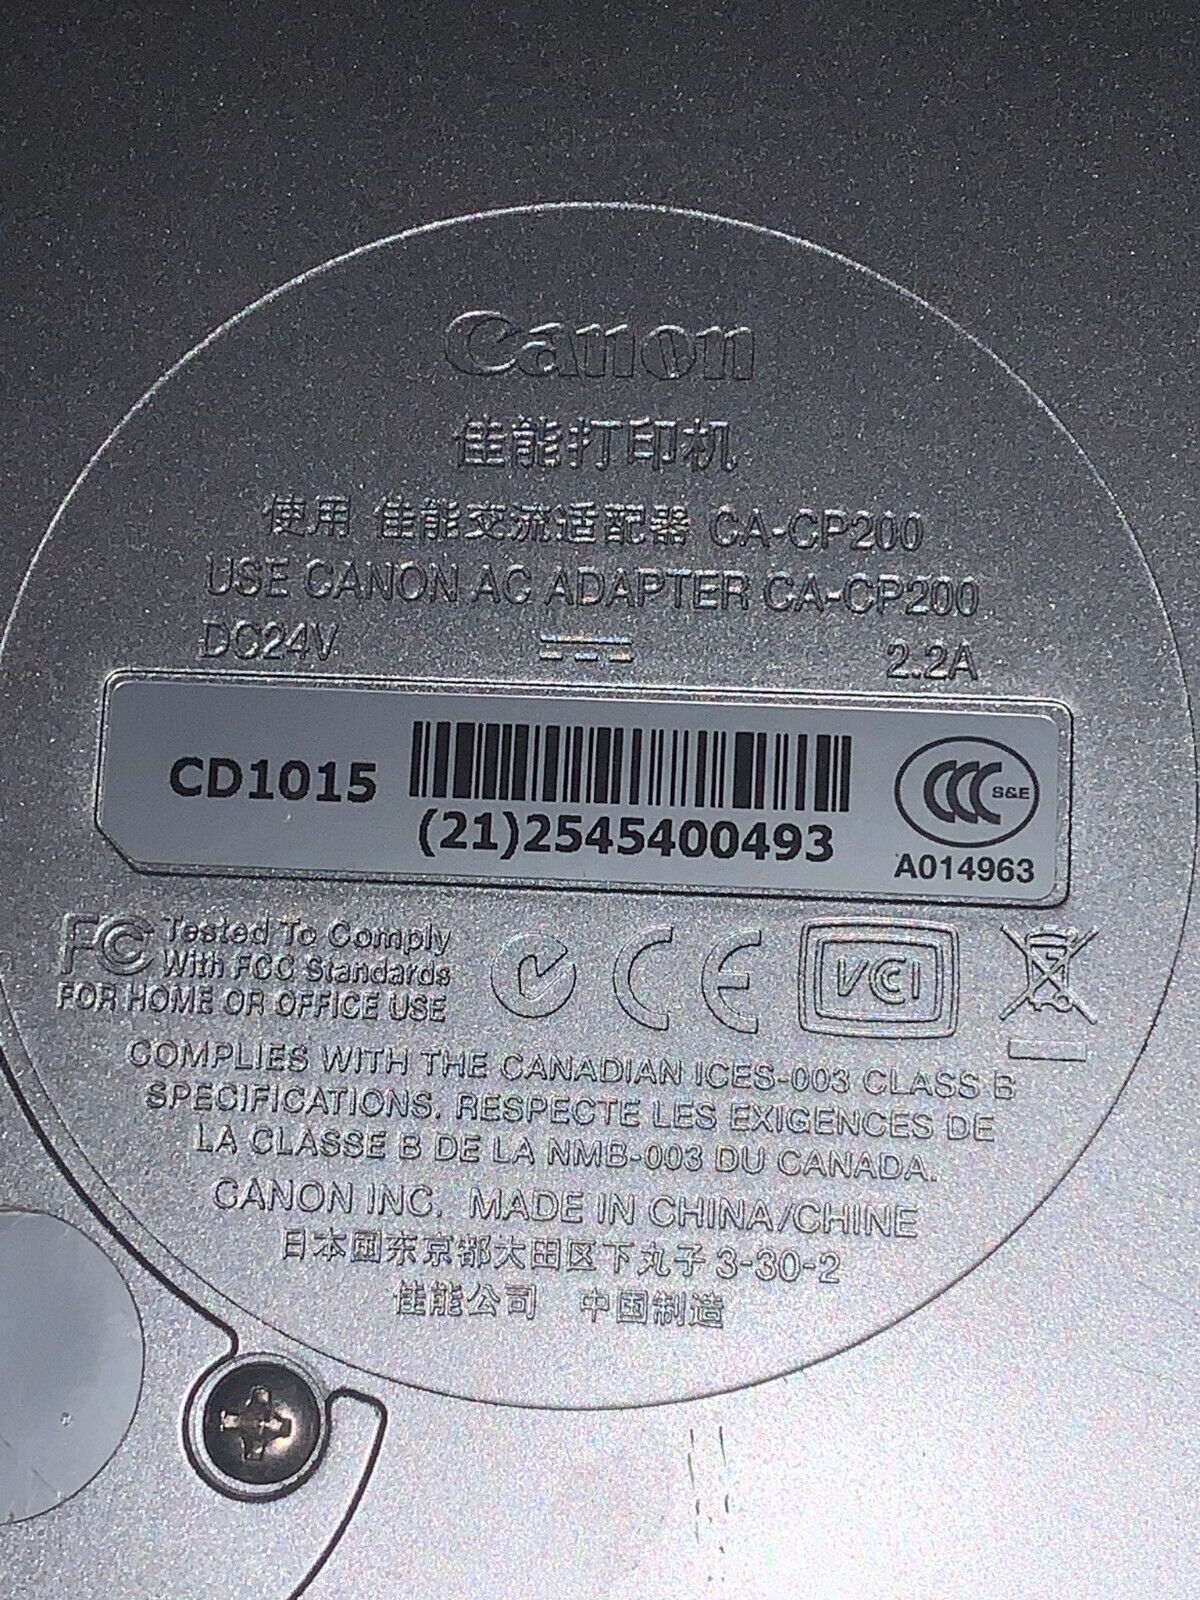 Canon
佳能打印机
使用 佳能交流适配器 CA-CP200
USE CANON AC ADAPTER CA-CP200
DC24V 2.2A
CD1015
(21)2545400493
CCC S&E
A014963
FC Tested To Comply
With FCC Standards
FOR HOME OR OFFICE USE
CE
VCI
COMPLIES WITH THE CANADIAN ICES-003 CLASS B
SPECIFICATIONS. RESPECTE LES EXIGENCES DE
LA CLASSE B DE LA NMB-003 DU CANADA.
CANON INC. MADE IN CHINA/CHINE
日本国东京都大田区下丸子 3-30-2
佳能公司 中国制造